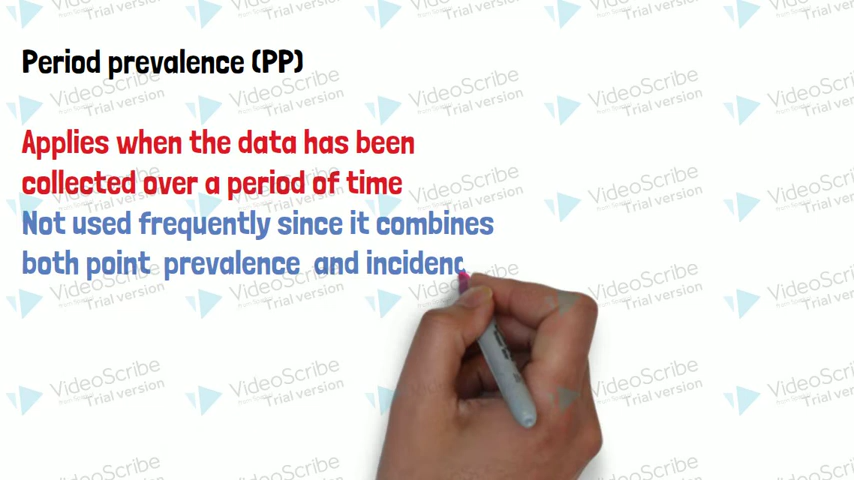 Period prevalence (PP)
Applies when the data has been
collected over a period of time
Not used frequently since it combines
both point prevalence and incidenc